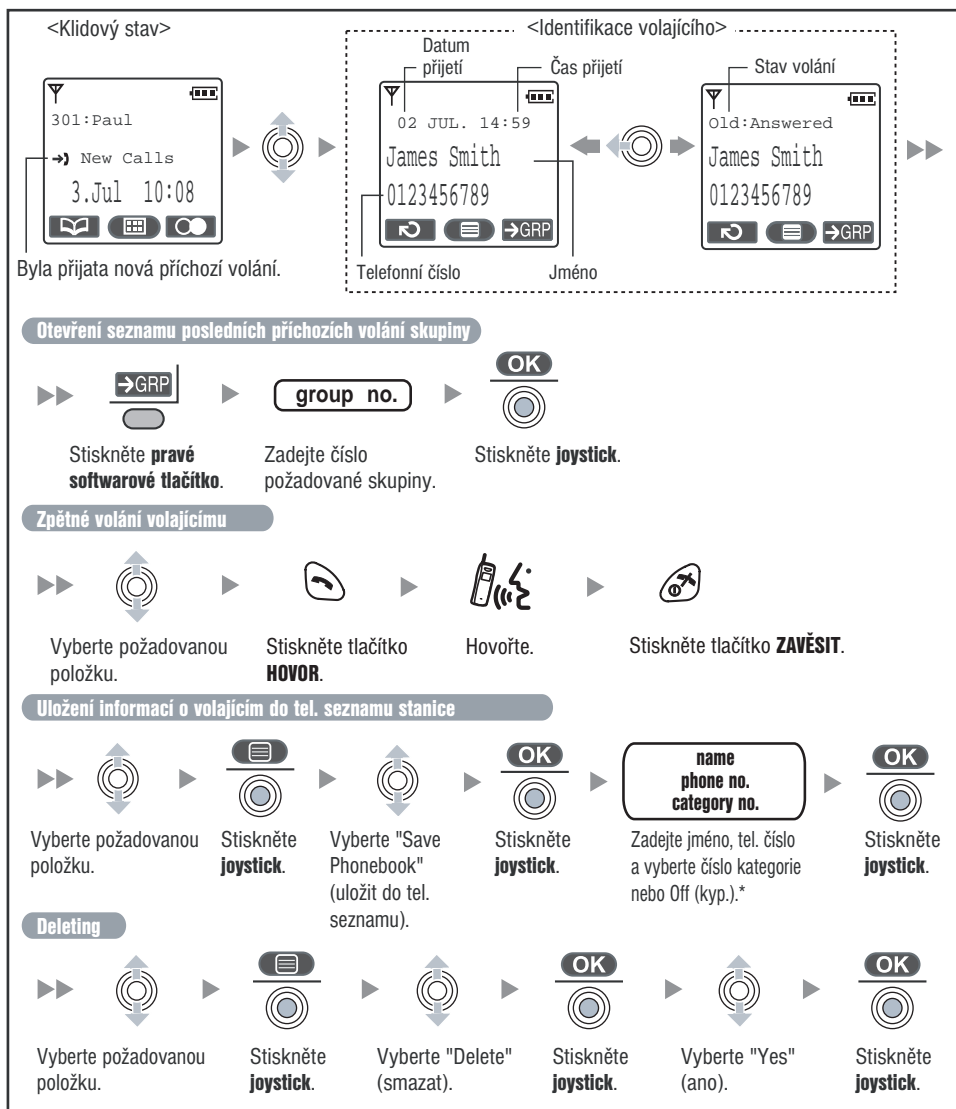 <Klidový stav>
<Identifikace volajícího>
Datum
přijetí
Čas přijetí
Stav volání
301:Paul
New Calls
3.Jul 10:08
02 JUL. 14:59
James Smith
0123456789
→GRP
Old:Answered
James Smith
0123456789
→GRP
Byla přijata nová příchozí volání.
Telefonní číslo
Jméno
Otevření seznamu posledních příchozích volání skupiny
→GRP
group no.
OK
Stiskněte pravé
softwarové tlačítko.
Zadejte číslo
požadované skupiny.
Stiskněte joystick.
Zpětné volání volajícímu
Vyberte požadovanou
položku.
Stiskněte tlačítko
HOVOR.
Hovořte.
Stiskněte tlačítko ZAVĚSIT.
Uložení informací o volajícím do tel. seznamu stanice
OK
name
phone no.
category no.
OK
Vyberte požadovanou
položku.
Stiskněte
joystick.
Vyberte "Save
Phonebook"
(uložit do tel.
seznamu).
Stiskněte
joystick.
Zadejte jméno, tel. číslo
a vyberte číslo kategorie
nebo Off (kyp.).*
Stiskněte
joystick.
Deleting
OK
OK
Vyberte požadovanou
položku.
Stiskněte
joystick.
Vyberte "Delete"
(smazat).
Stiskněte
joystick.
Vyberte "Yes"
(ano).
Stiskněte
joystick.